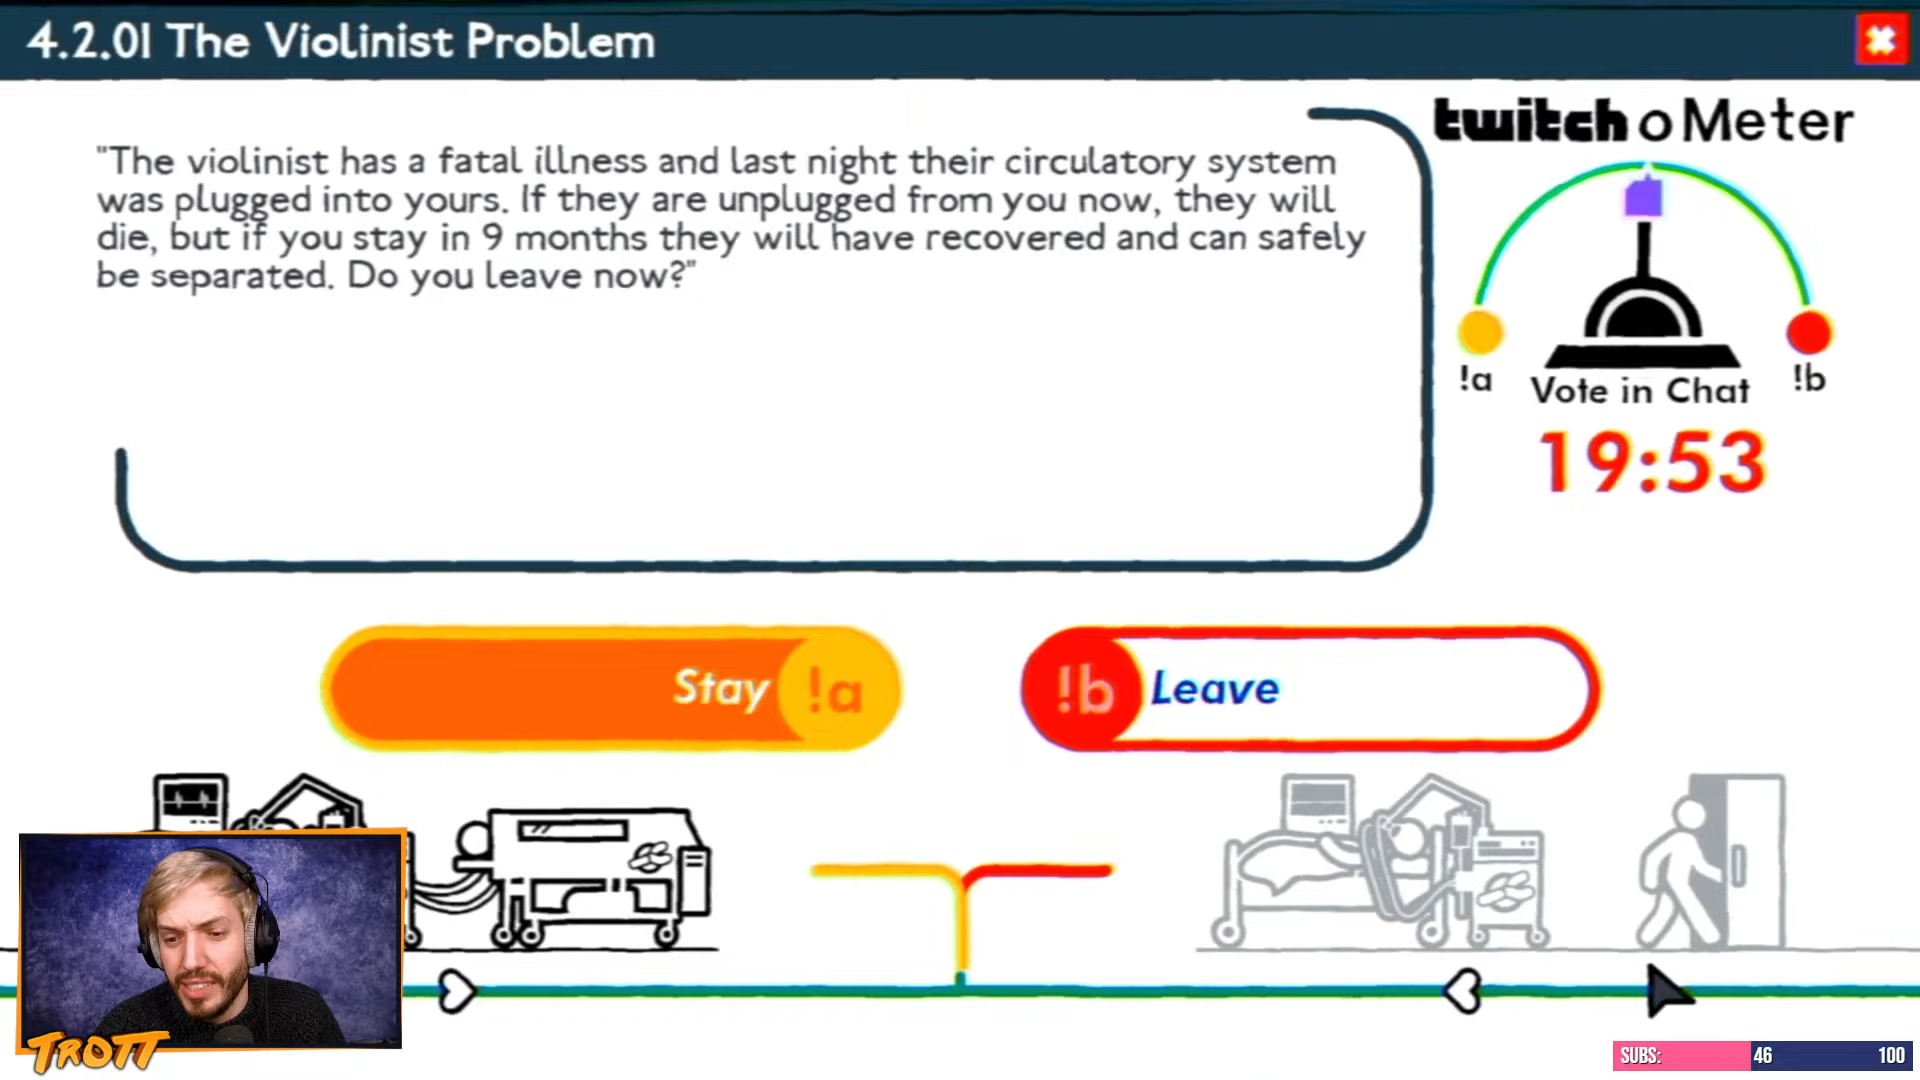 4.2.01 The Violinist Problem
"The violinist has a fatal illness and last night their circulatory system
was plugged into yours. If they are unplugged from you now, they will
die, but if you stay in 9 months they will have recovered and can safely
be separated. Do you leave now?"
twitch o Meter
!a
Vote in Chat
!b
19:53
Stay !a
!b Leave
TROTT
SUBS: 46 100